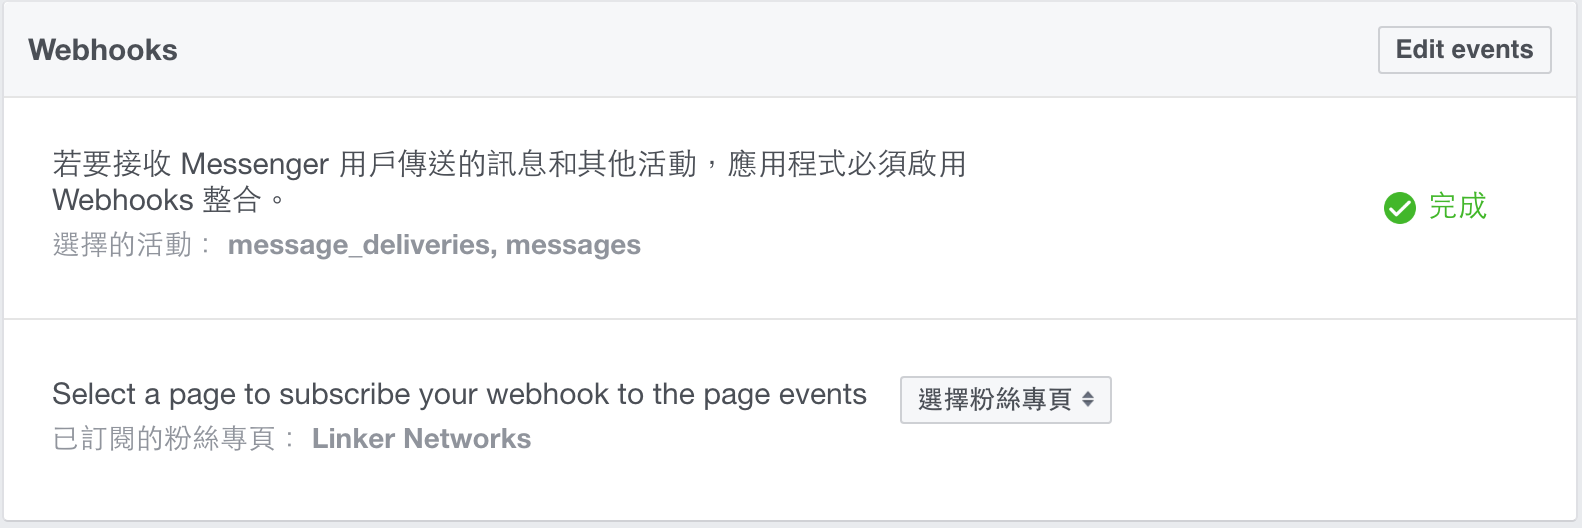 Webhooks
Edit events
若要接收 Messenger 用戶傳送的訊息和其他活動，應用程式必須啟用
Webhooks 整合。
完成
選擇的活動： message_deliveries, messages
Select a page to subscribe your webhook to the page events
選擇粉絲專頁
已訂閱的粉絲專頁： Linker Networks